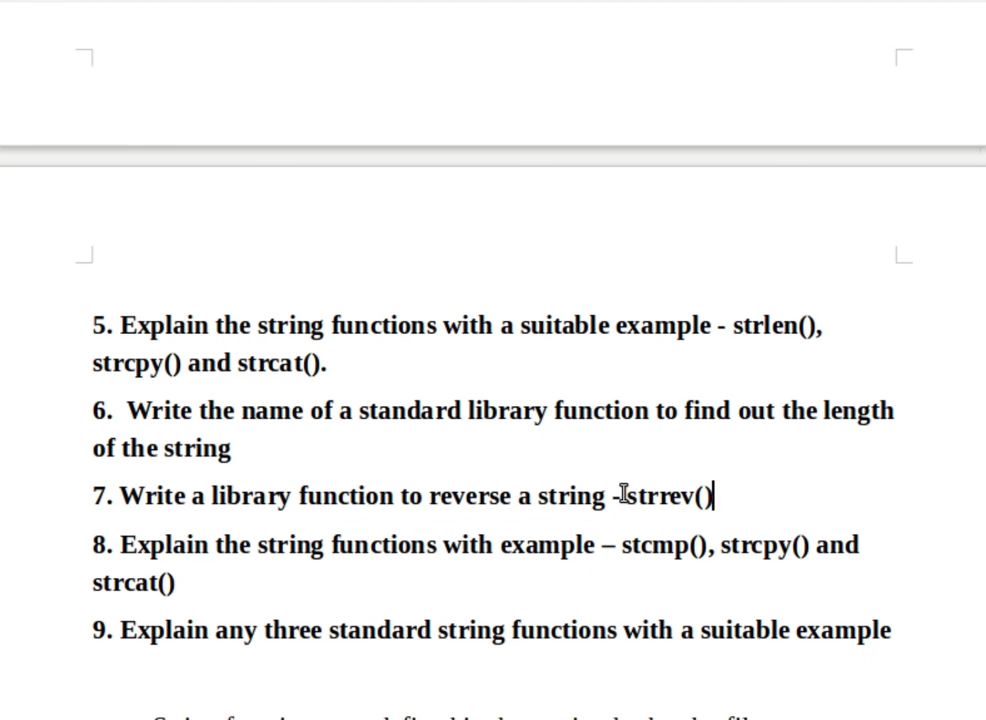 5. Explain the string functions with a suitable example - strlen(),
strcpy() and strcat().
6. Write the name of a standard library function to find out the length
of the string
7. Write a library function to reverse a string -strrev()
8. Explain the string functions with example – stcmp(), strcpy() and
strcat()
9. Explain any three standard string functions with a suitable example